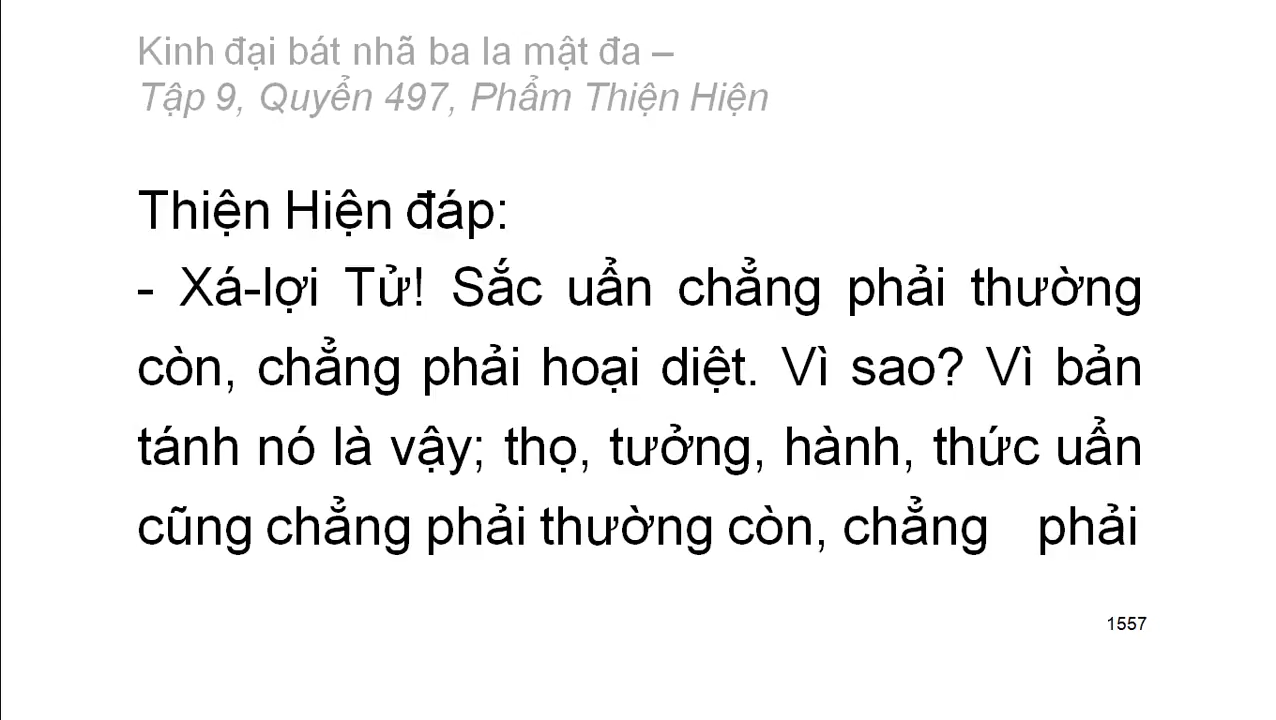 Kinh đại bát nhã ba la mật đa –
Tập 9, Quyển 497, Phẩm Thiện Hiện
Thiện Hiện đáp:
- Xá-lợi Tử! Sắc uẩn chẳng phải thường
còn, chẳng phải hoại diệt. Vì sao? Vì bản
tánh nó là vậy; thọ, tưởng, hành, thức uẩn
cũng chẳng phải thường còn, chẳng phải
1557